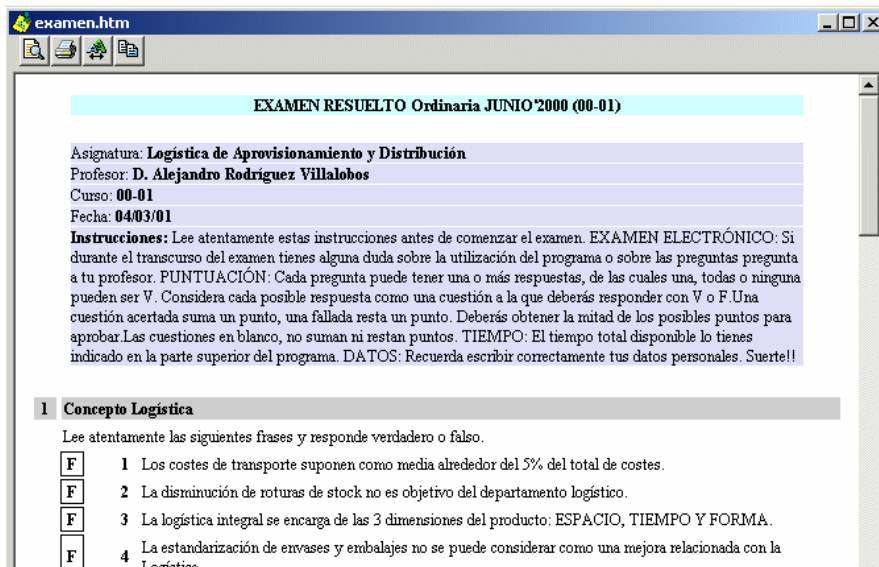 examen.htm
EXAMEN RESUELTO Ordinaria JUNIO'2000 (00-01)
Asignatura: Logística de Aprovisionamiento y Distribución
Profesor: D. Alejandro Rodríguez Villalobos
Curso: 00-01
Fecha: 04/03/01
Instrucciones: Lee atentamente estas instrucciones antes de comenzar el examen. EXAMEN ELECTRÓNICO: Si
durante el transcurso del examen tienes alguna duda sobre la utilización del programa o sobre las preguntas pregunta
a tu profesor. PUNTUACIÓN: Cada pregunta puede tener una o más respuestas, de las cuales una, todas o ninguna
pueden ser V. Considera cada posible respuesta como una cuestión a la que deberás responder con V o F.Una
cuestión acertada suma un punto, una fallada resta un punto. Deberás obtener la mitad de los posibles puntos para
aprobar.Las cuestiones en blanco, no suman ni restan puntos. TIEMPO: El tiempo total disponible lo tienes
indicado en la parte superior del programa. DATOS: Recuerda escribir correctamente tus datos personales. Suerte!!
1 Concepto Logística
Lee atentamente las siguientes frases y responde verdadero o falso.
F 1 Los costes de transporte suponen como media alrededor del 5% del total de costes.
F 2 La disminución de roturas de stock no es objetivo del departamento logístico.
F 3 La logística integral se encarga de las 3 dimensiones del producto: ESPACIO, TIEMPO Y FORMA.
F 4 La estandarización de envases y embalajes no se puede considerar como una mejora relacionada con la
Logística